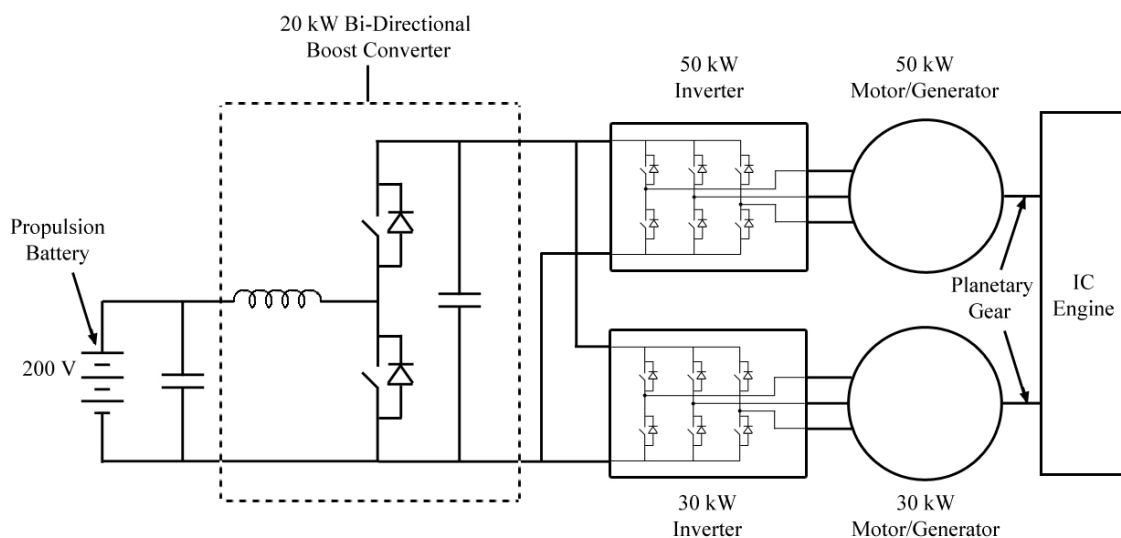 20 kW Bi-Directional
Boost Converter
50 kW
Inverter
50 kW
Motor/Generator
Propulsion
Battery
200 V
Planetary
Gear
IC
Engine
30 kW
Inverter
30 kW
Motor/Generator